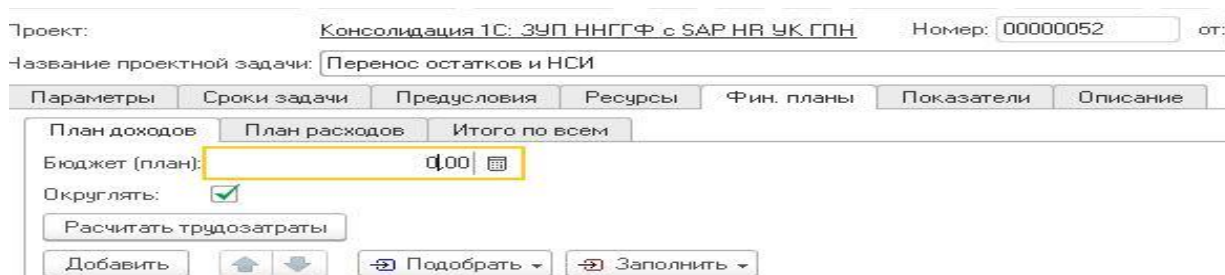 Проект: Консолидация 1С: ЗУП ННГГФ с SAP HR УК ГПН Номер: 00000052 от:
Название проектной задачи: Перенос остатков и НСИ
Параметры Сроки задачи Предусловия Ресурсы Фин. планы Показатели Описание
План доходов План расходов Итого по всем
Бюджет (план): 0,00
Округлять:
Расчитать трудозатраты
Добавить Подобрать Заполнить